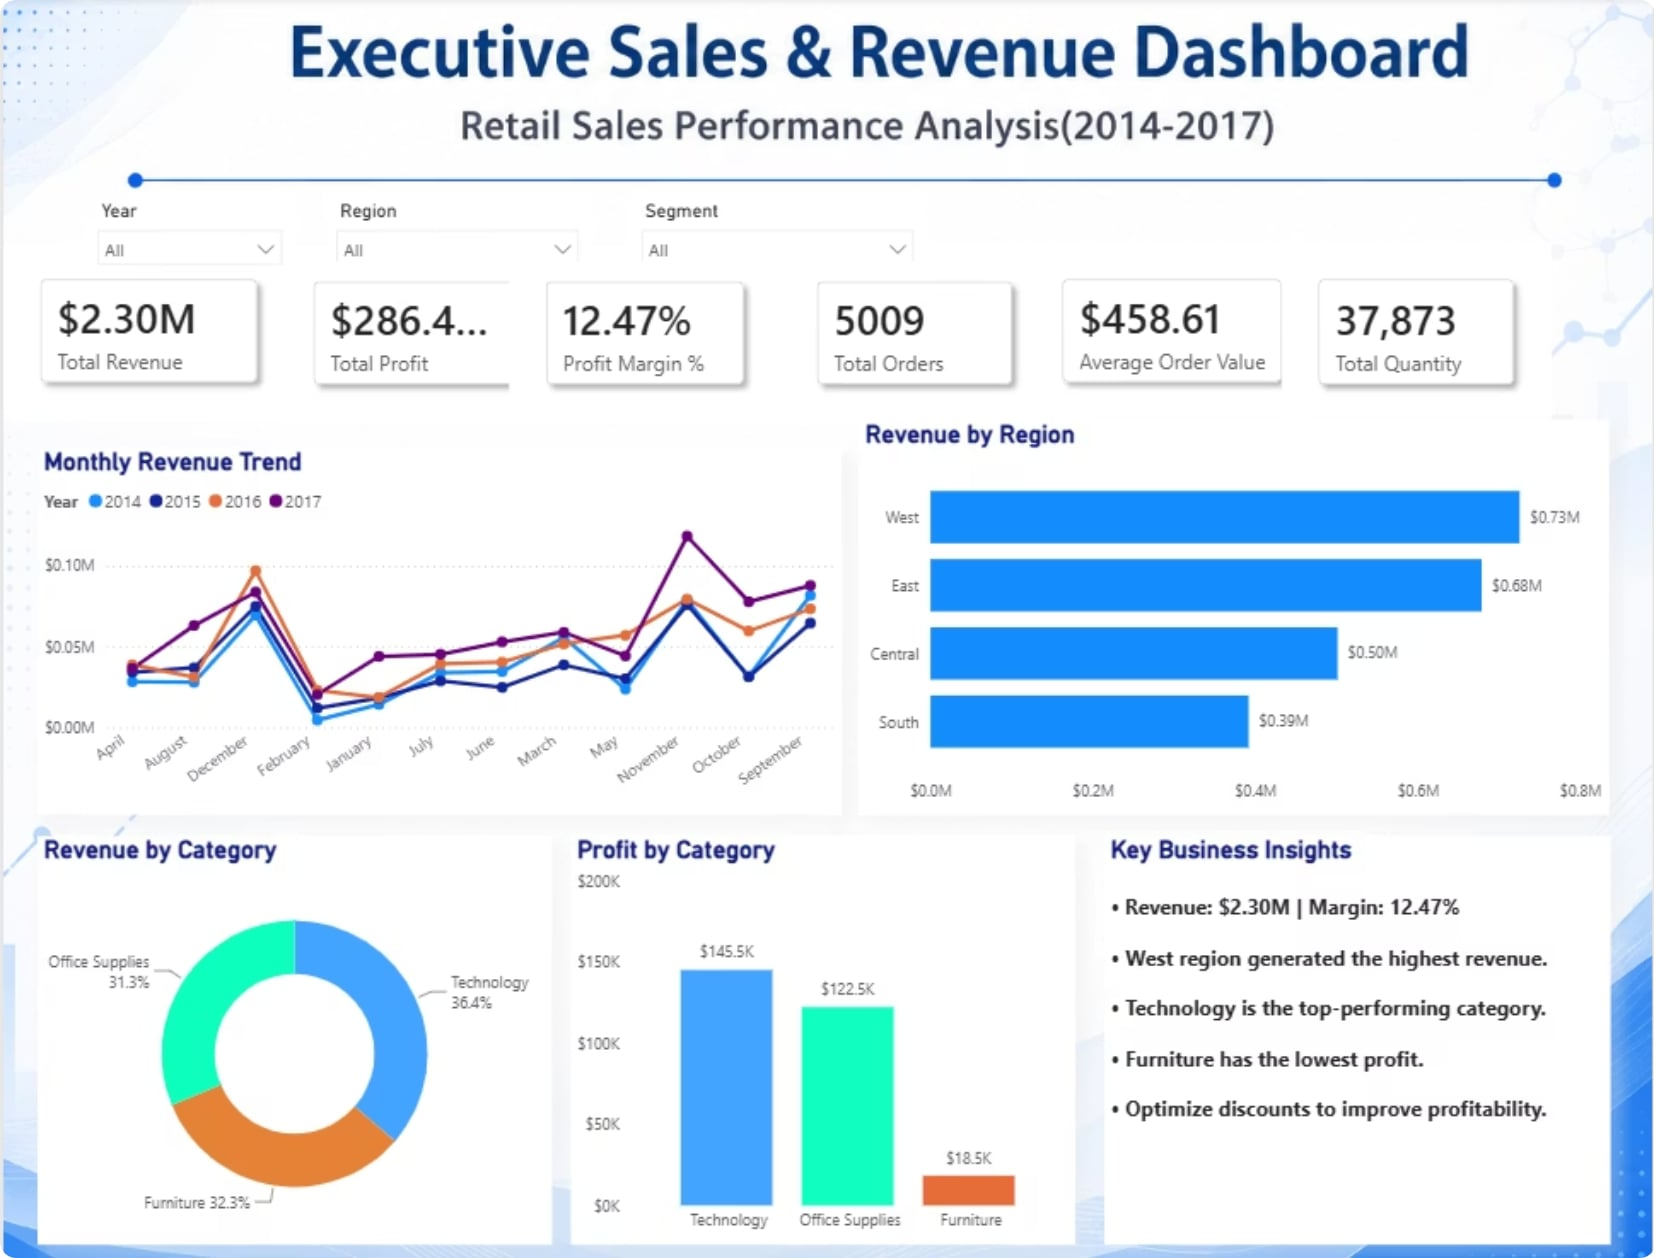 Executive Sales & Revenue Dashboard
Retail Sales Performance Analysis(2014-2017)
Year
Region
Segment
All
All
All
$2.30M
Total Revenue
$286.4...
Total Profit
12.47%
Profit Margin %
5009
Total Orders
$458.61
Average Order Value
37,873
Total Quantity
Monthly Revenue Trend
Year 2014 2015 2016 2017
$0.10M
$0.05M
$0.00M
April
August
December
February
January
July
June
March
May
November
October
September
Revenue by Region
West $0.73M
East $0.68M
Central $0.50M
South $0.39M
$0.0M $0.2M $0.4M $0.6M $0.8M
Revenue by Category
Office Supplies
31.3%
Technology
36.4%
Furniture 32.3%
Profit by Category
$200K
$150K
$100K
$50K
$0K
$145.5K
$122.5K
$18.5K
Technology Office Supplies Furniture
Key Business Insights
• Revenue: $2.30M | Margin: 12.47%
• West region generated the highest revenue.
• Technology is the top-performing category.
• Furniture has the lowest profit.
• Optimize discounts to improve profitability.